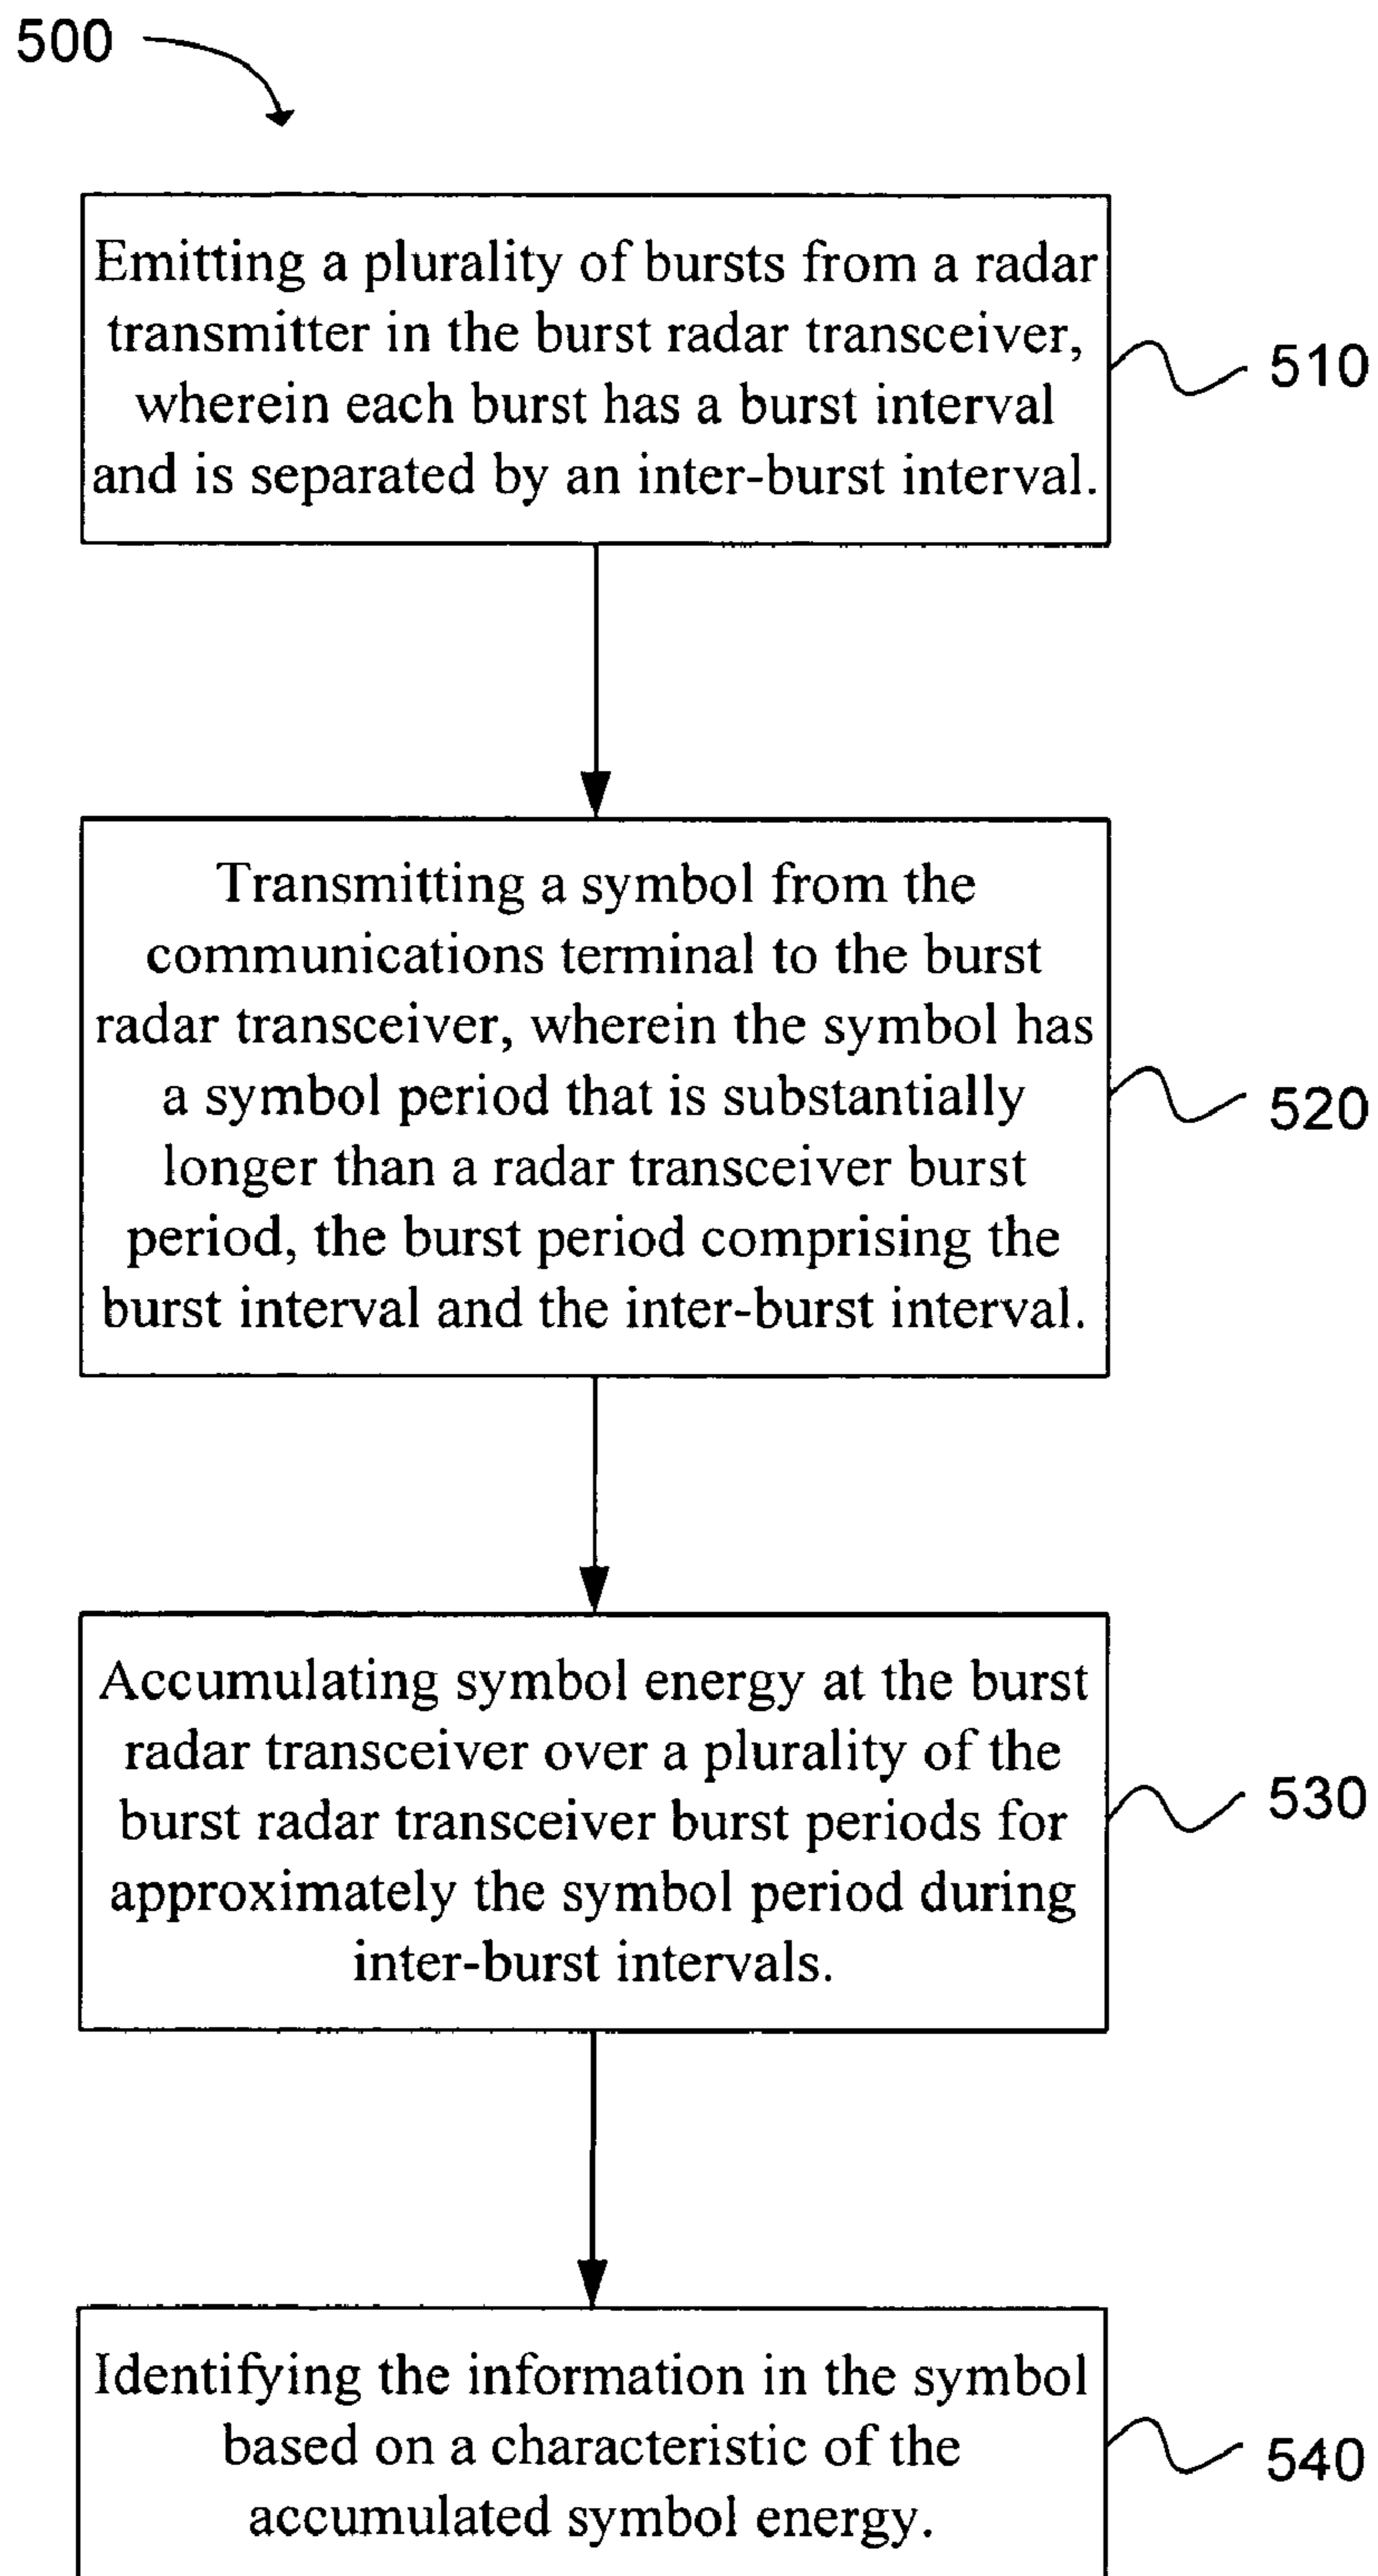 500
Emitting a plurality of bursts from a radar
transmitter in the burst radar transceiver,
wherein each burst has a burst interval
and is separated by an inter-burst interval.
510
Transmitting a symbol from the
communications terminal to the burst
radar transceiver, wherein the symbol has
a symbol period that is substantially
longer than a radar transceiver burst
period, the burst period comprising the
burst interval and the inter-burst interval.
520
Accumulating symbol energy at the burst
radar transceiver over a plurality of the
burst radar transceiver burst periods for
approximately the symbol period during
inter-burst intervals.
530
Identifying the information in the symbol
based on a characteristic of the
accumulated symbol energy.
540